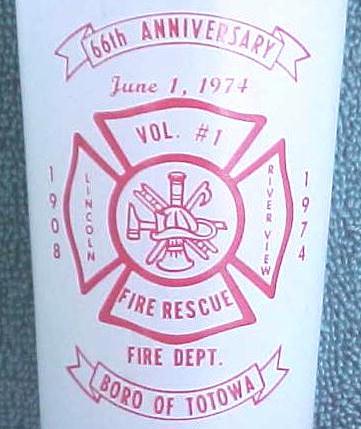 66th ANNIVERSARY
June 1, 1974
VOL. #1
1908
LINCOLN
RIVER VIEW
1974
FIRE RESCUE
FIRE DEPT.
BORO OF TOTOWA